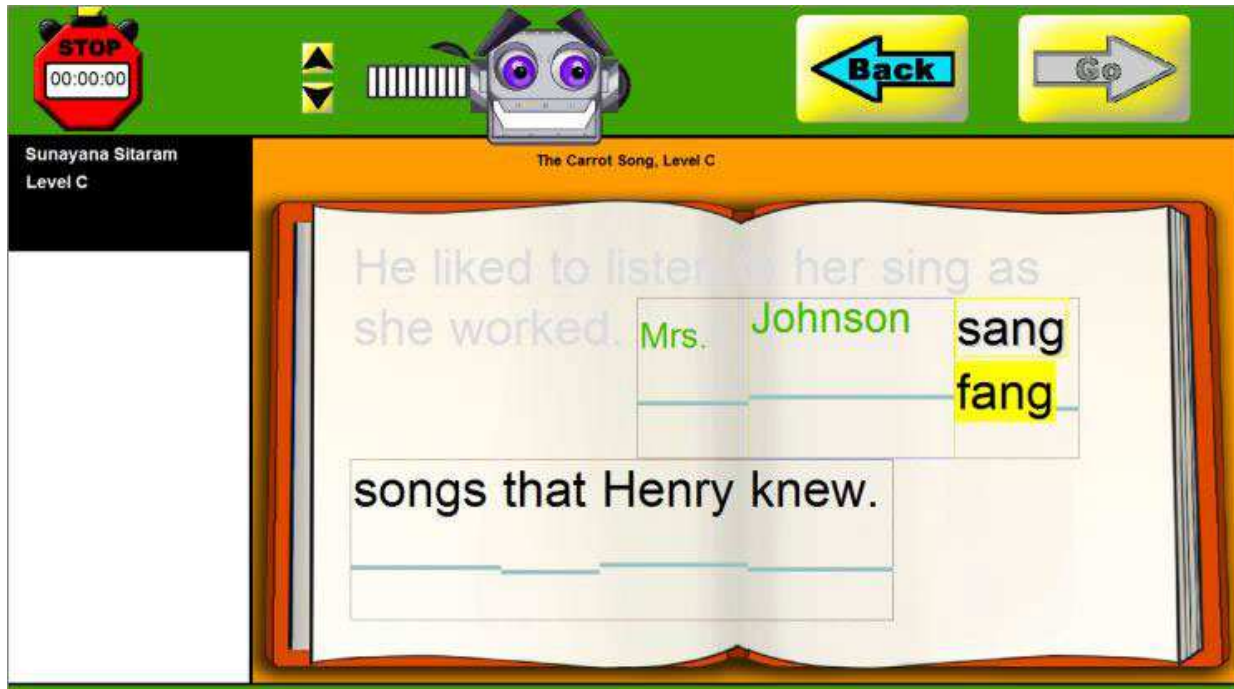 STOP
00:00:00
Back
Go
Sunayana Sitaram
Level C
The Carrot Song, Level C
He liked to listen to her sing as
she worked. Mrs. Johnson sang
fang
songs that Henry knew.